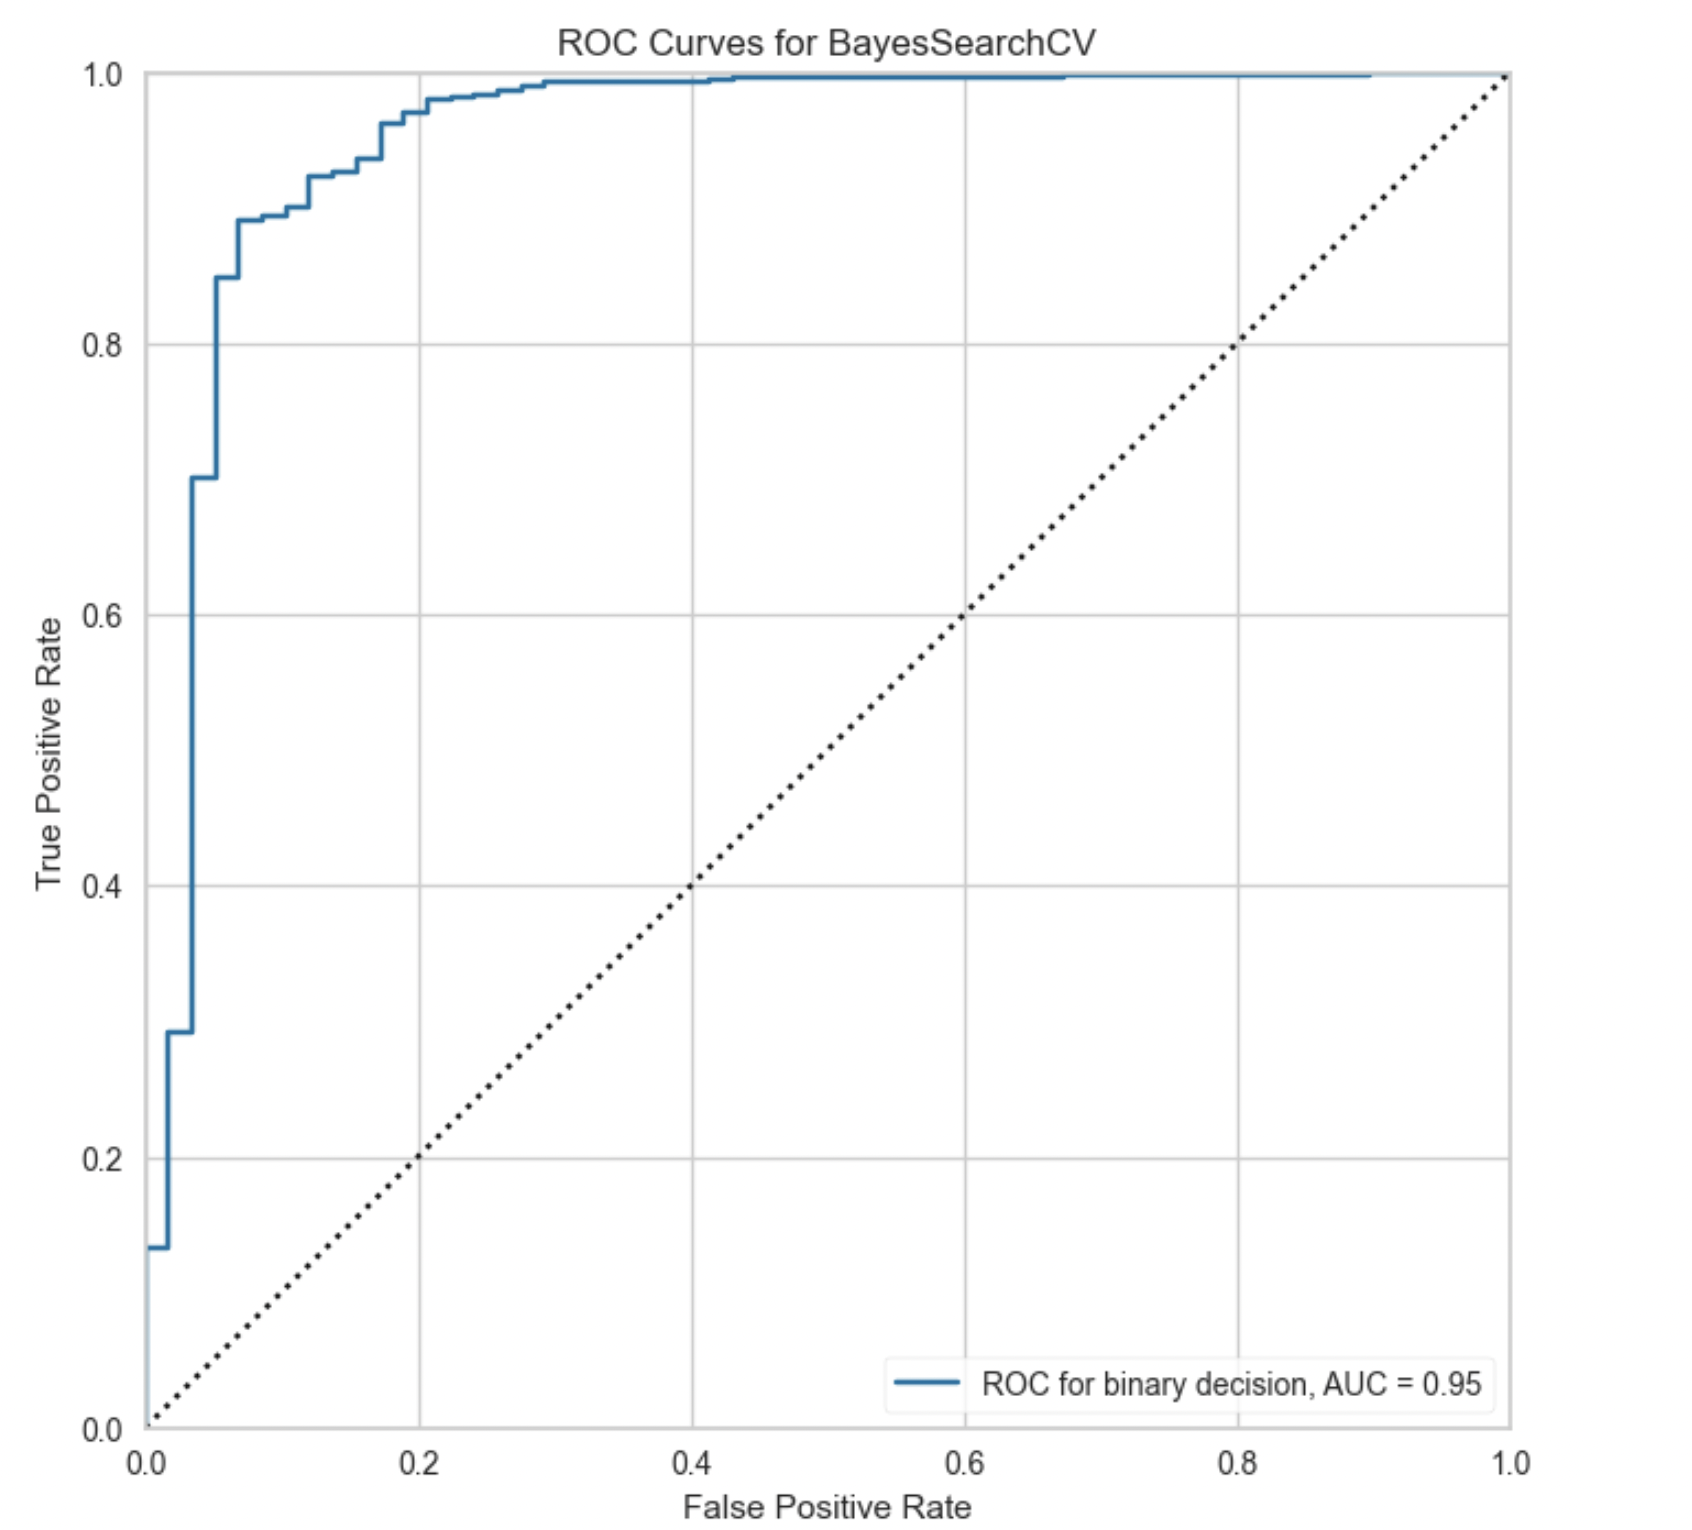 ROC Curves for BayesSearchCV
1.0
0.8
0.6
0.4
0.2
0.0
True Positive Rate
ROC for binary decision, AUC = 0.95
0.0 0.2 0.4 0.6 0.8 1.0
False Positive Rate